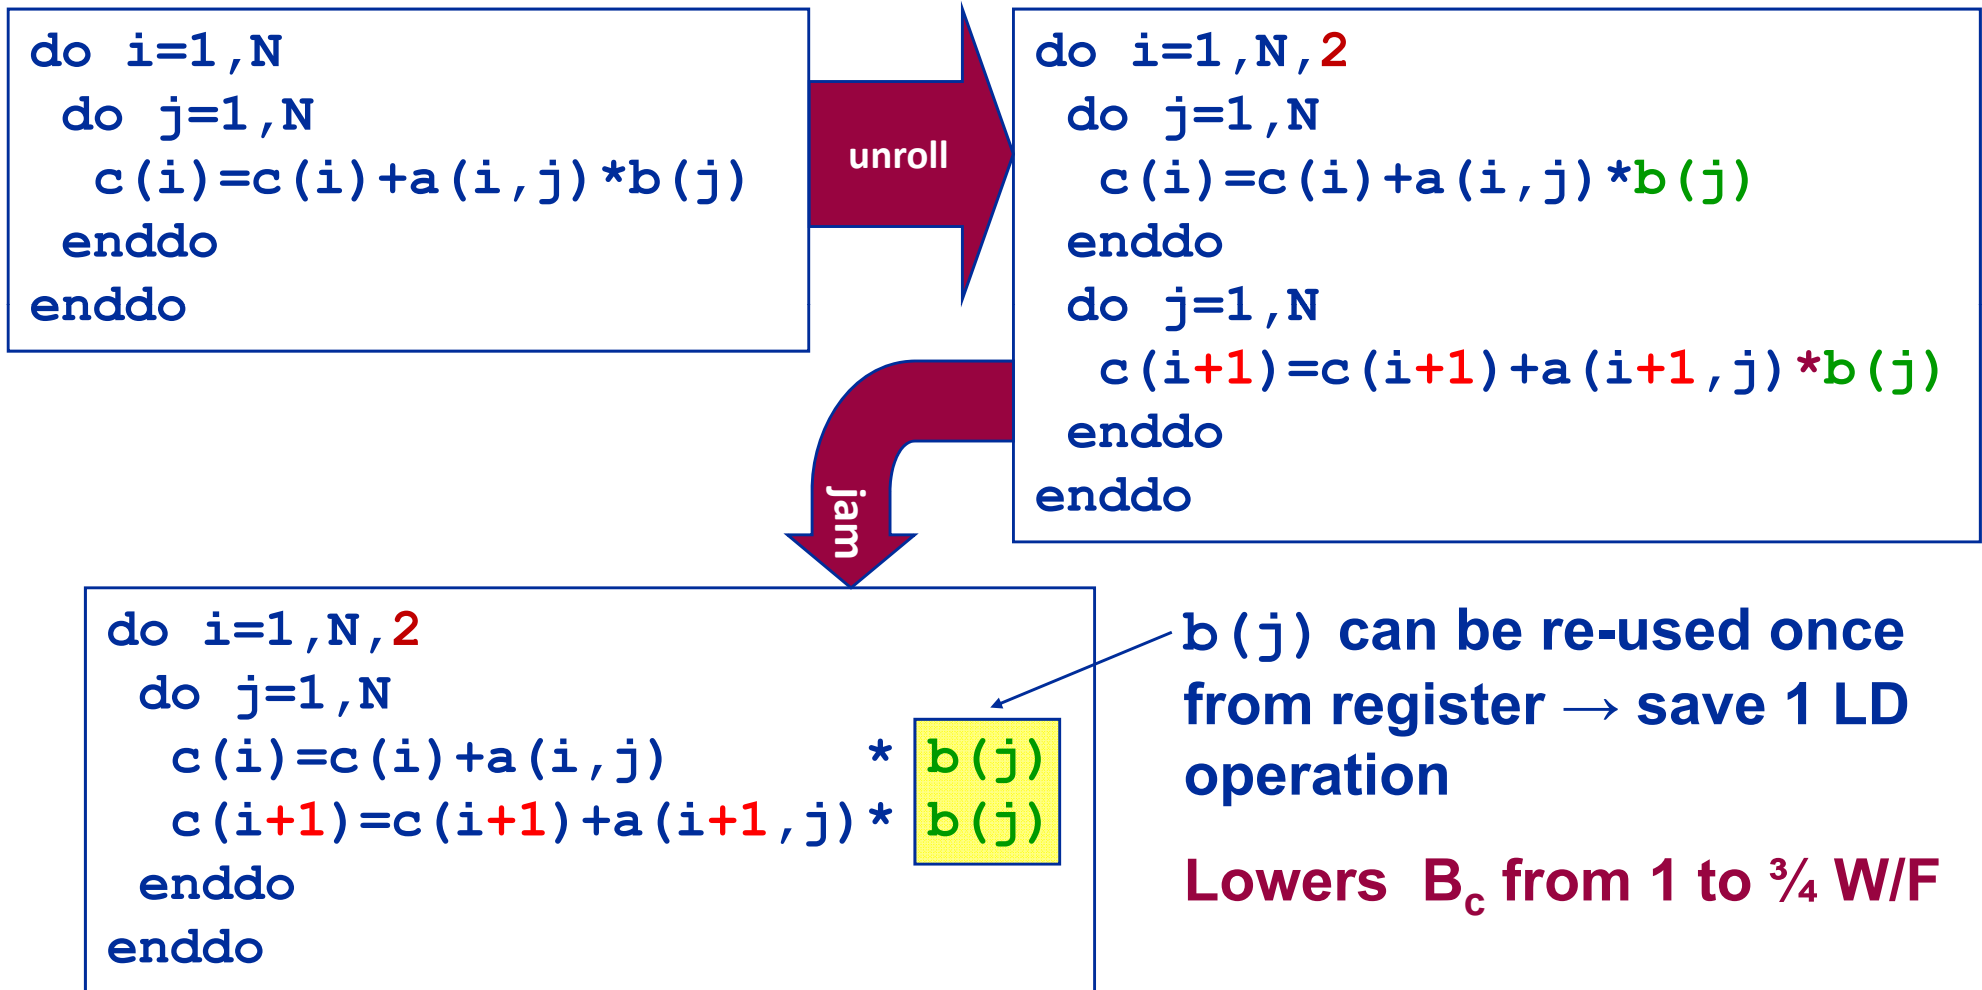 do i=1,N
 do j=1,N
  c(i)=c(i)+a(i,j)*b(j)
 enddo
enddo
unroll
do i=1,N,2
 do j=1,N
  c(i)=c(i)+a(i,j)*b(j)
 enddo
 do j=1,N
  c(i+1)=c(i+1)+a(i+1,j)*b(j)
 enddo
enddo
jam
do i=1,N,2
 do j=1,N
  c(i)=c(i)+a(i,j)      * b(j)
  c(i+1)=c(i+1)+a(i+1,j)* b(j)
 enddo
enddo
b(j) can be re-used once
from register → save 1 LD
operation
Lowers Bc from 1 to ¾ W/F